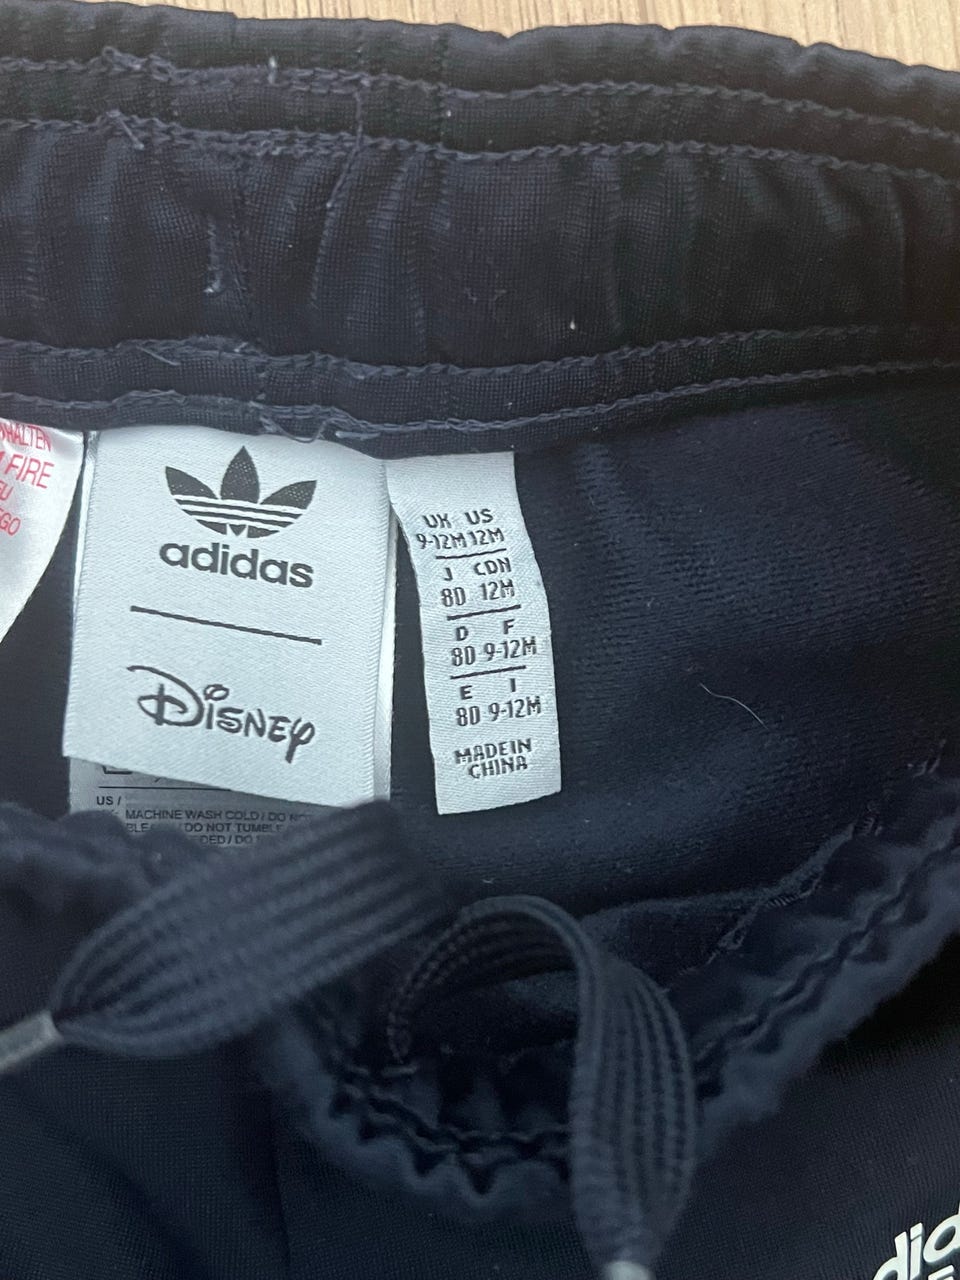 FIRE
adidas
Disney
UK US
9-12M 12M
J CDN
80 12M
D F
80 9-12M
E I
80 9-12M
MADE IN
CHINA
US /
MACHINE WASH COLD / DO
DO NOT TUMBLE